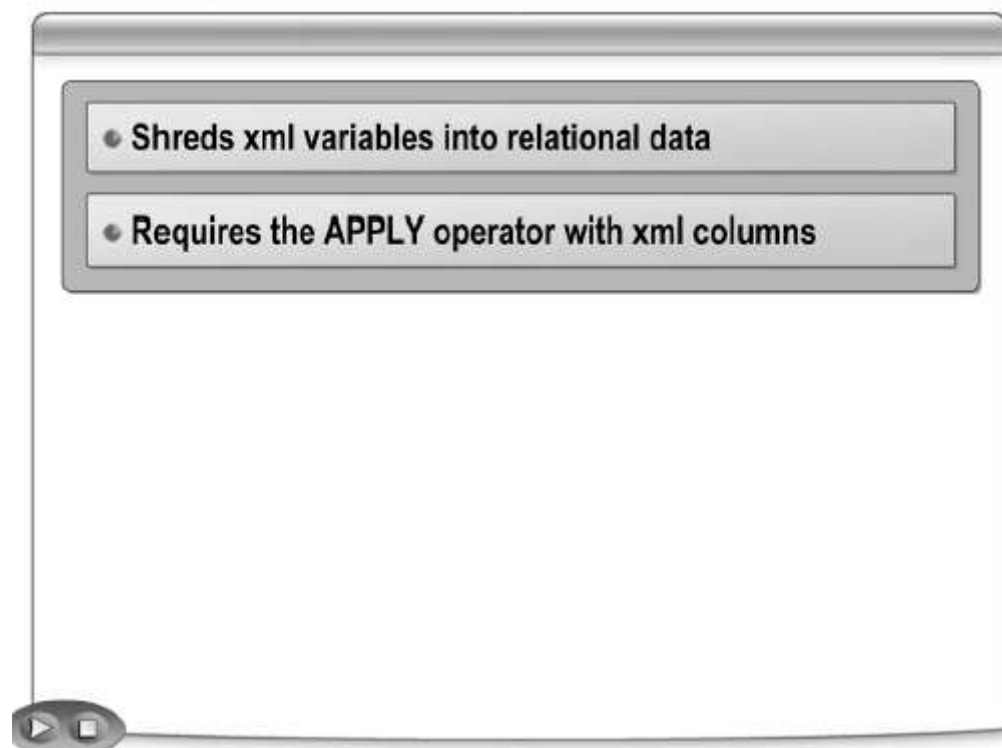 Shreds xml variables into relational data
Requires the APPLY operator with xml columns